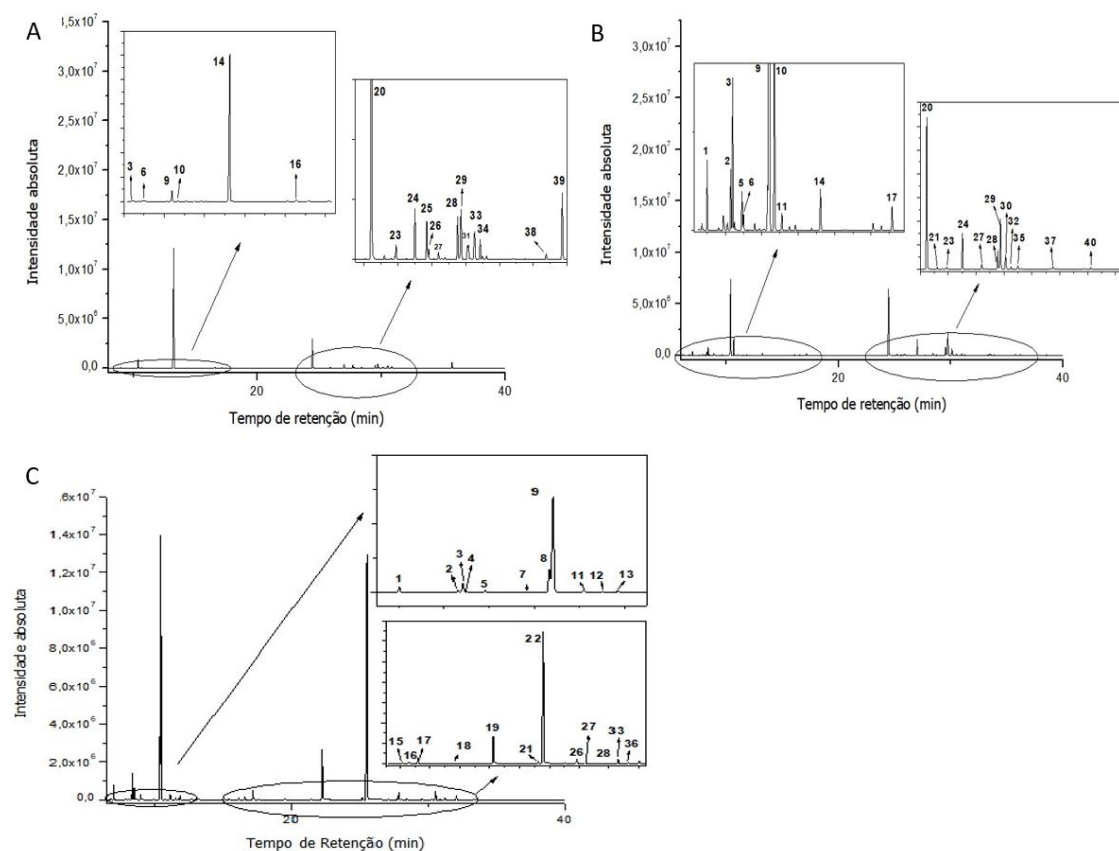 A
Intensidade absoluta
3,5x10⁷
3,0x10⁷
2,5x10⁷
2,0x10⁷
1,5x10⁷
1,0x10⁷
5,0x10⁶
0,0
20
40
Tempo de retenção (min)
3 6 9 10 14 16
20 23 24 25 26 27 28 29 31 33 34 38 39
B
Intensidade absoluta
3,0x10⁷
2,5x10⁷
2,0x10⁷
1,5x10⁷
1,0x10⁷
5,0x10⁶
0,0
20
40
Tempo de retenção (min)
1 2 3 5 6 9 10 11 14 17
20 21 23 24 27 28 29 30 32 35 37 40
C
Intensidade absoluta
,6x10⁷
1,4x10⁷
1,2x10⁷
1,0x10⁷
8,0x10⁶
6,0x10⁶
4,0x10⁶
2,0x10⁶
0,0
20
40
Tempo de Retenção (min)
1 2 3 4 5 7 8 9 11 12 13
15 16 17 18 19 21 22 26 27 28 33 36